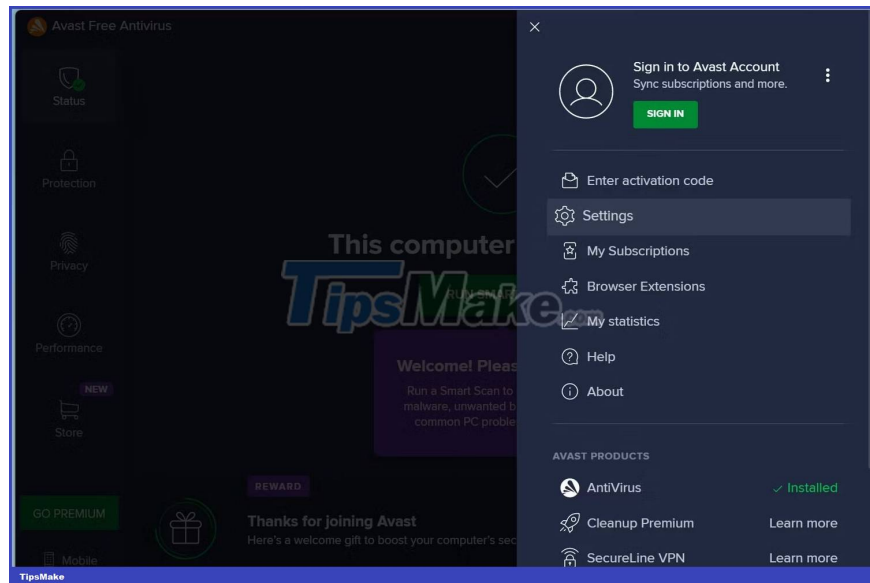 Avast Free Antivirus
Status
Protection
Privacy
Performance
NEW
Store
GO PREMIUM
Mobile
This computer
RUN SMAR
Welcome! Pleas
Run a Smart Scan to
malware, unwanted b
common PC proble
REWARD
Thanks for joining Avast
Here's a welcome gift to boost your computer's sec
TipsMake.com
Sign in to Avast Account
Sync subscriptions and more.
SIGN IN
Enter activation code
Settings
My Subscriptions
Browser Extensions
My statistics
Help
About
AVAST PRODUCTS
AntiVirus
Installed
Cleanup Premium
Learn more
SecureLine VPN
Learn more
TipsMake